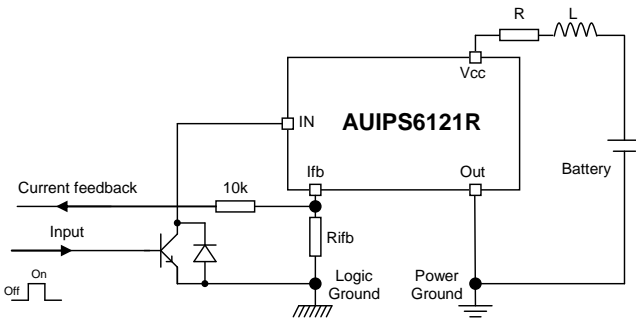 R
L
Vcc
IN
AUIPS6121R
Ifb
Out
Battery
Current feedback
10k
Input
Rifb
On
Off
Logic
Ground
Power
Ground